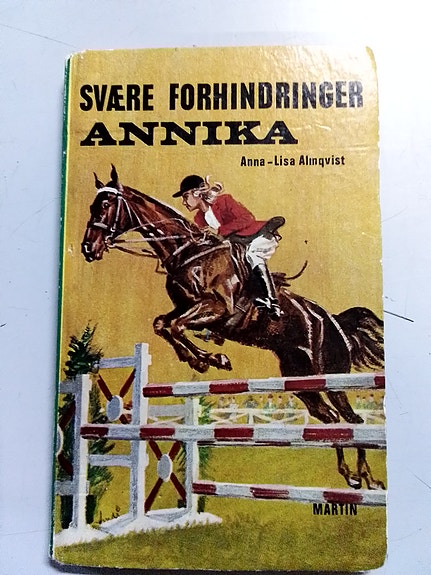 SVÆRE FORHINDRINGER
ANNIKA
Anna-Lisa Almqvist
MARTIN